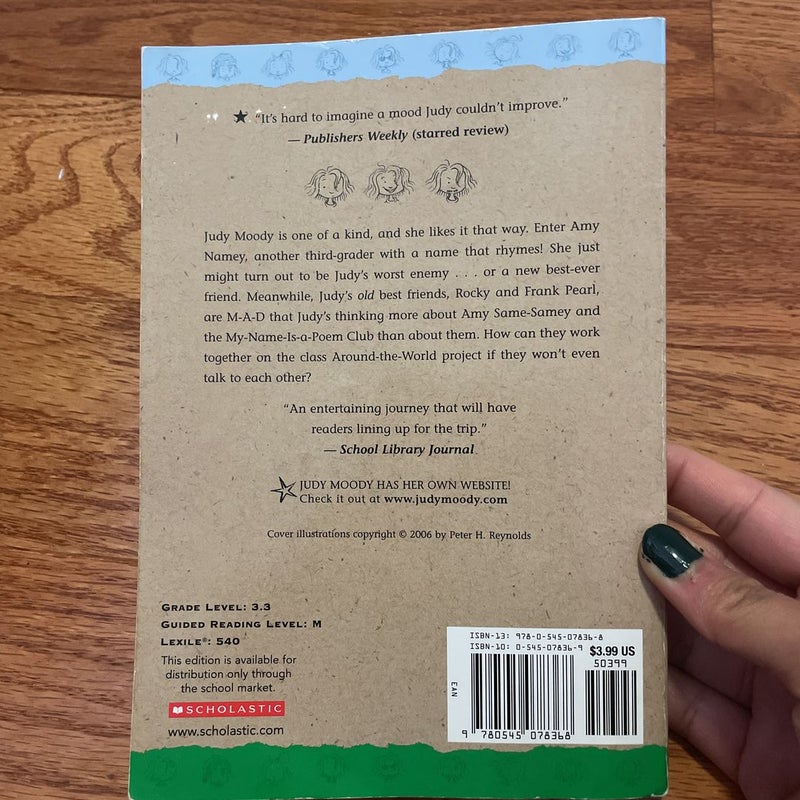 ★ “It’s hard to imagine a mood Judy couldn’t improve.”
— Publishers Weekly (starred review)
Judy Moody is one of a kind, and she likes it that way. Enter Amy
Namey, another third-grader with a name that rhymes! She just
might turn out to be Judy’s worst enemy . . . or a new best-ever
friend. Meanwhile, Judy’s old best friends, Rocky and Frank Pearl,
are M-A-D that Judy’s thinking more about Amy Same-Samey and
the My-Name-Is-a-Poem Club than about them. How can they work
together on the class Around-the-World project if they won’t even
talk to each other?
“An entertaining journey that will have
readers lining up for the trip.”
— School Library Journal
JUDY MOODY HAS HER OWN WEBSITE!
Check it out at www.judymoody.com
Cover illustrations copyright © 2006 by Peter H. Reynolds
GRADE LEVEL: 3.3
GUIDED READING LEVEL: M
LEXILE®: 540
This edition is available for
distribution only through
the school market.
SCHOLASTIC
www.scholastic.com
ISBN-13: 978-0-545-07836-8
ISBN-10: 0-545-07836-9
$3.99 US
50399
EAN
9 780545 078368